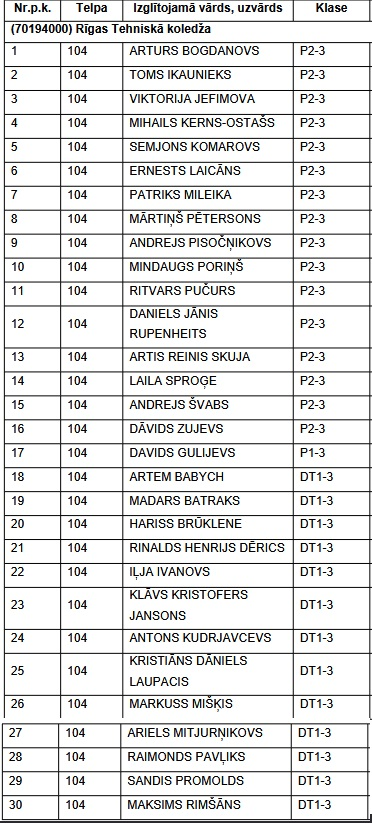 Nr.p.k. Telpa Izglītojamā vārds, uzvārds Klase
(70194000) Rīgas Tehniskā koledža
1 104 ARTURS BOGDANOVS P2-3
2 104 TOMS IKAUNIEKS P2-3
3 104 VIKTORIJA JEFIMOVA P2-3
4 104 MIHAILS KERNS-OSTAŠS P2-3
5 104 SEMJONS KOMAROVS P2-3
6 104 ERNESTS LAICĀNS P2-3
7 104 PATRIKS MILEIKA P2-3
8 104 MĀRTIŅŠ PĒTERSONS P2-3
9 104 ANDREJS PISOČŅIKOVS P2-3
10 104 MINDAUGS PORIŅŠ P2-3
11 104 RITVARS PUČURS P2-3
12 104 DANIELS JĀNIS P2-3
RUPENHEITS
13 104 ARTIS REINIS SKUJA P2-3
14 104 LAILA SPROĢE P2-3
15 104 ANDREJS ŠVABS P2-3
16 104 DĀVIDS ZUJEVS P2-3
17 104 DAVIDS GULIJEVS P1-3
18 104 ARTEM BABYCH DT1-3
19 104 MADARS BATRAKS DT1-3
20 104 HARISS BRŪKLENE DT1-3
21 104 RINALDS HENRIJS DĒRICS DT1-3
22 104 IĻJA IVANOVS DT1-3
23 104 KLĀVS KRISTOFERS DT1-3
JANSONS
24 104 ANTONS KUDRJAVCEVS DT1-3
25 104 KRISTIĀNS DĀNIELS DT1-3
LAUPACIS
26 104 MARKUSS MIŠĶIS DT1-3
27 104 ARIELS MITJURŅIKOVS DT1-3
28 104 RAIMONDS PAVĻIKS DT1-3
29 104 SANDIS PROMOLDS DT1-3
30 104 MAKSIMS RIMŠĀNS DT1-3